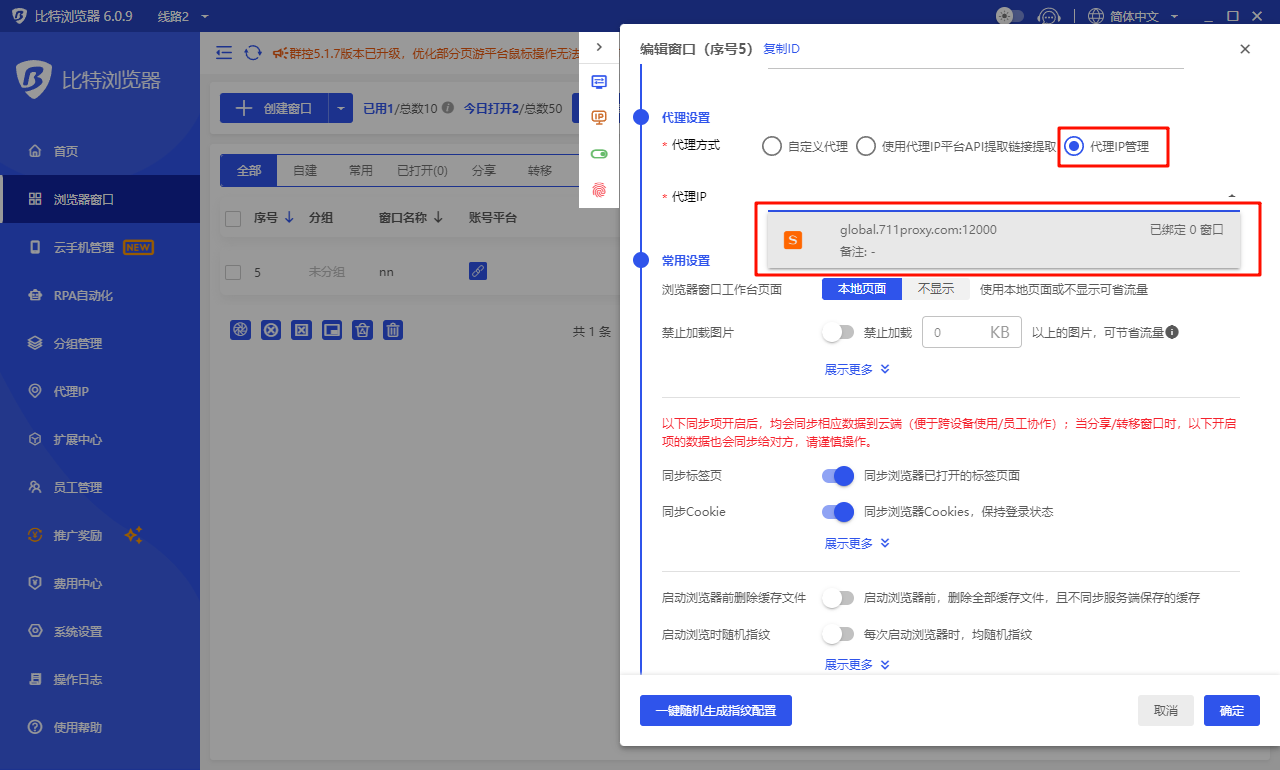 比特浏览器 6.0.9
线路2
简体中文
比特浏览器
首页
浏览器窗口
云手机管理 NEW
RPA自动化
分组管理
代理IP
扩展中心
员工管理
推广奖励
费用中心
系统设置
操作日志
使用帮助
群控5.1.7版本已升级，优化部分页游平台鼠标操作无法
创建窗口
已用1/总数10
今日打开2/总数50
全部
自建
常用
已打开(0)
分享
转移
序号
分组
窗口名称
账号平台
5
未分组
nn
共 1 条
IP
编辑窗口（序号5）
复制ID
代理设置
* 代理方式
自定义代理
使用代理IP平台API提取链接提取
代理IP管理
* 代理IP
S
global.711proxy.com:12000
已绑定 0 窗口
备注: -
常用设置
浏览器窗口工作台页面
本地页面
不显示
使用本地页面或不显示可省流量
禁止加载图片
禁止加载
0
KB
以上的图片，可节省流量
展示更多
以下同步项开启后，均会同步相应数据到云端（便于跨设备使用/员工协作）；当分享/转移窗口时，以下开启
项的数据也会同步给对方，请谨慎操作。
同步标签页
同步浏览器已打开的标签页面
同步Cookie
同步浏览器Cookies，保持登录状态
展示更多
启动浏览器前删除缓存文件
启动浏览器前，删除全部缓存文件，且不同步服务端保存的缓存
启动浏览时随机指纹
每次启动浏览器时，均随机指纹
展示更多
一键随机生成指纹配置
取消
确定